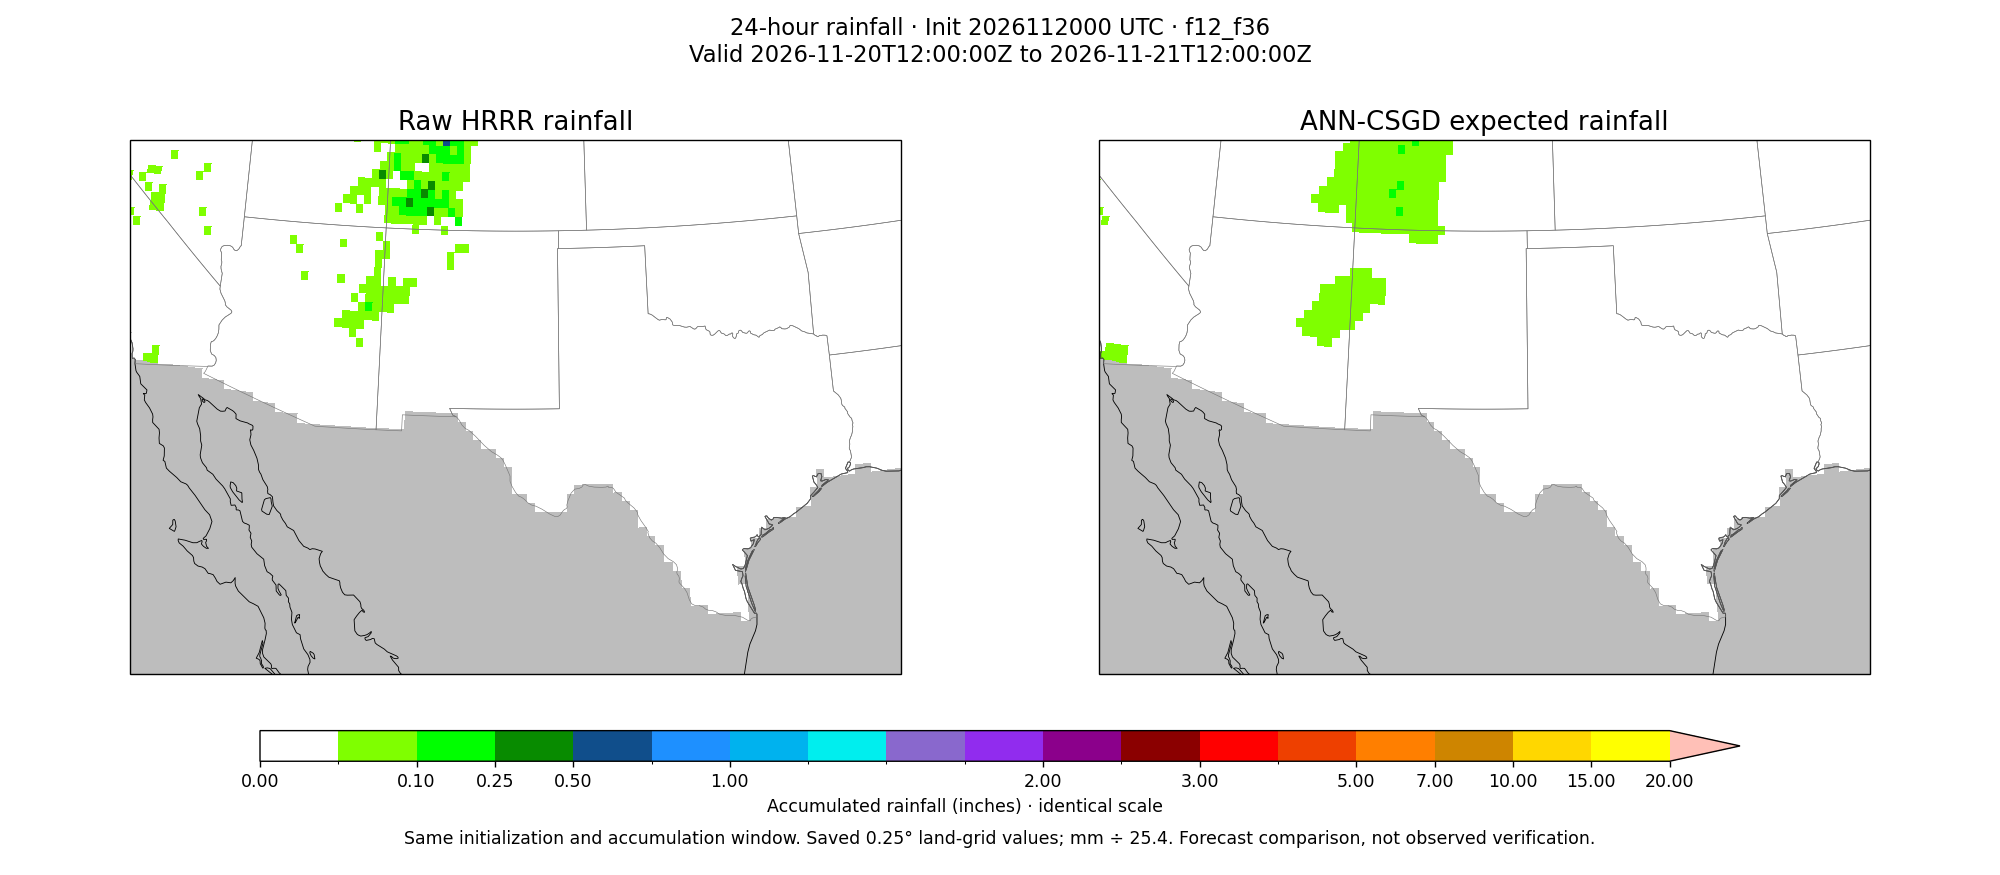 24-hour rainfall · Init 2026112000 UTC · f12_f36
Valid 2026-11-20T12:00:00Z to 2026-11-21T12:00:00Z
Raw HRRR rainfall
ANN-CSGD expected rainfall
0.00 0.10 0.25 0.50 1.00 2.00 3.00 5.00 7.00 10.00 15.00 20.00
Accumulated rainfall (inches) · identical scale
Same initialization and accumulation window. Saved 0.25° land-grid values; mm ÷ 25.4. Forecast comparison, not observed verification.